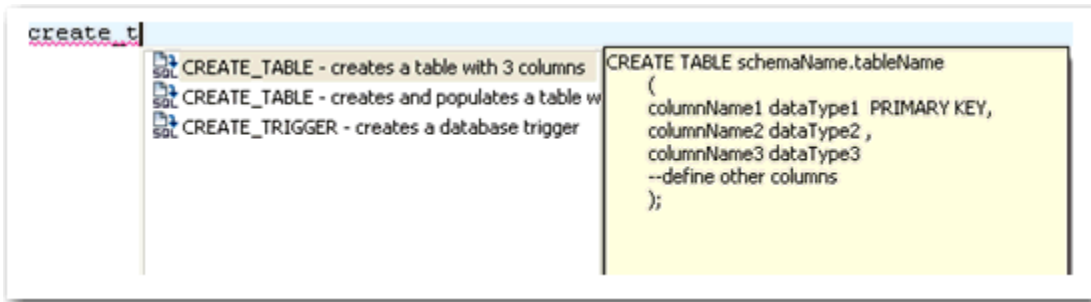 create_t
CREATE_TABLE - creates a table with 3 columns
CREATE_TABLE - creates and populates a table w
CREATE_TRIGGER - creates a database trigger
CREATE TABLE schemaName.tableName
(
columnName1 dataType1 PRIMARY KEY,
columnName2 dataType2 ,
columnName3 dataType3
--define other columns
);